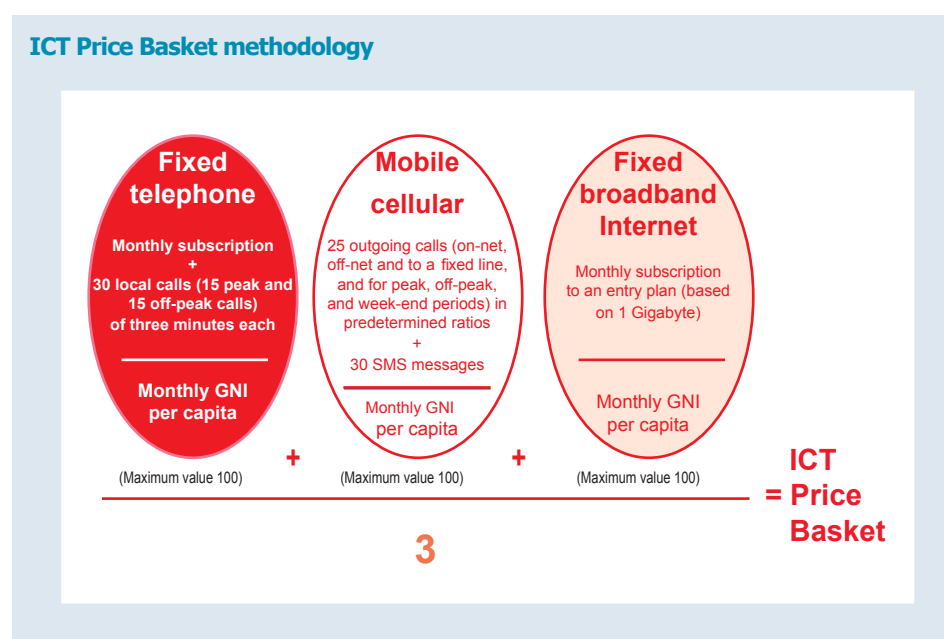 ICT Price Basket methodology
Fixed
telephone
Monthly subscription
+
30 local calls (15 peak and
15 off-peak calls)
of three minutes each
Monthly GNI
per capita
(Maximum value 100)
+
Mobile
cellular
25 outgoing calls (on-net,
off-net and to a fixed line,
and for peak, off-peak,
and week-end periods) in
predetermined ratios
+
30 SMS messages
Monthly GNI
per capita
(Maximum value 100)
+
Fixed
broadband
Internet
Monthly subscription
to an entry plan (based
on 1 Gigabyte)
Monthly GNI
per capita
(Maximum value 100)
3
ICT
= Price
Basket